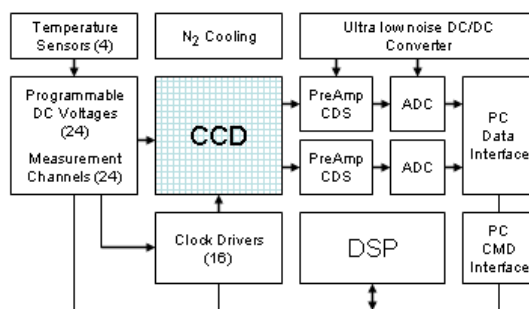 Temperature
Sensors (4)
N2 Cooling
Ultra low noise DC/DC
Converter
Programmable
DC Voltages
(24)
Measurement
Channels (24)
CCD
PreAmp
CDS
ADC
PreAmp
CDS
ADC
PC
Data
Interface
Clock Drivers
(16)
DSP
PC
CMD
Interface